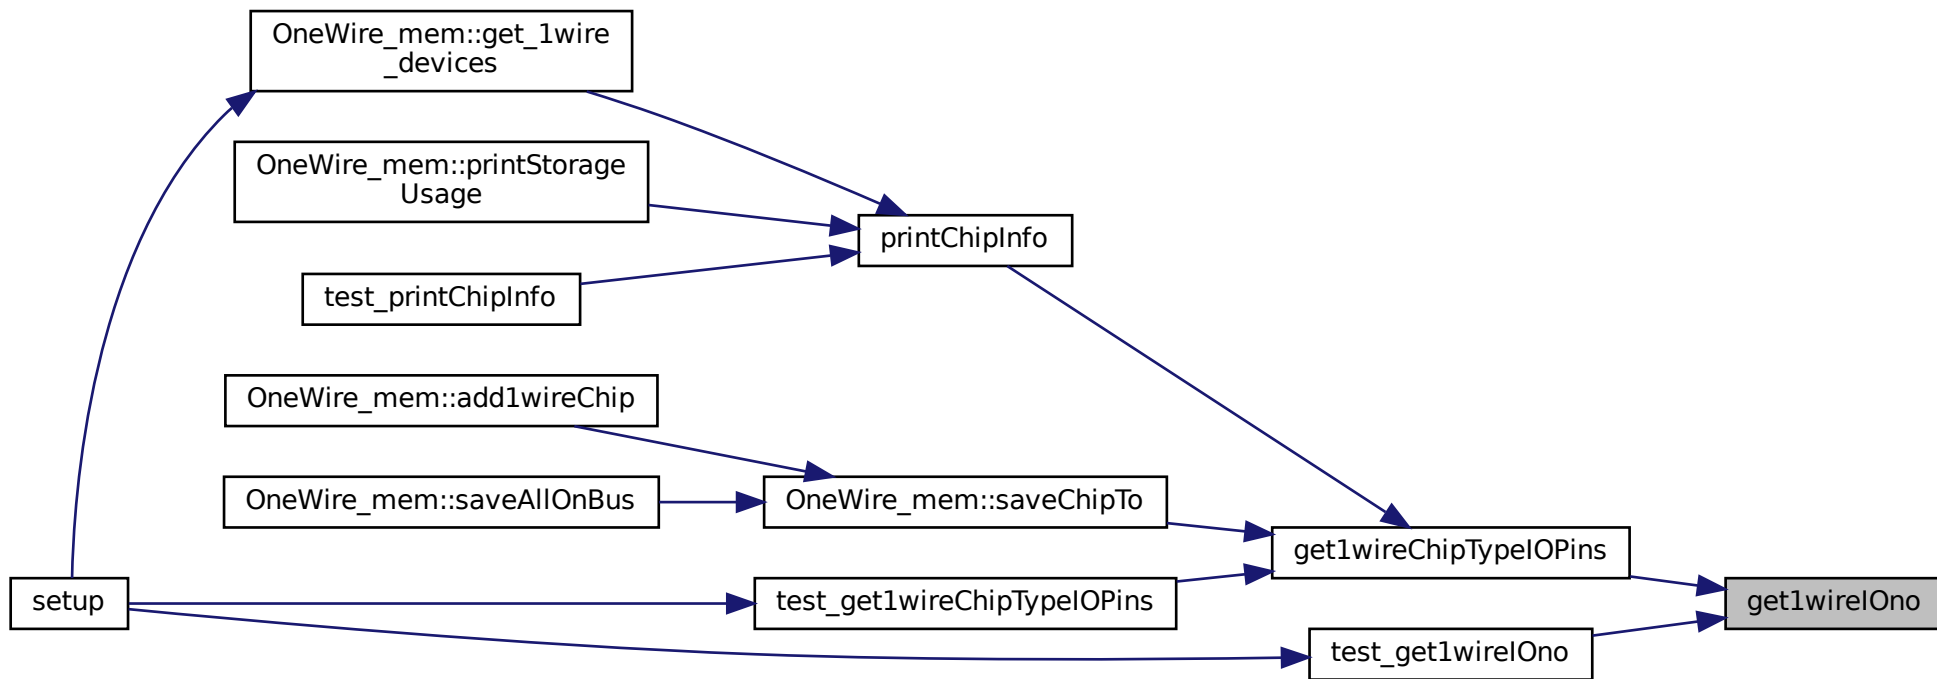 OneWire_mem::get_1wire
_devices
OneWire_mem::printStorage
Usage
printChipInfo
test_printChipInfo
OneWire_mem::add1wireChip
OneWire_mem::saveAllOnBus
OneWire_mem::saveChipTo
get1wireChipTypeIOPins
setup
test_get1wireChipTypeIOPins
get1wireIOno
test_get1wireIOno